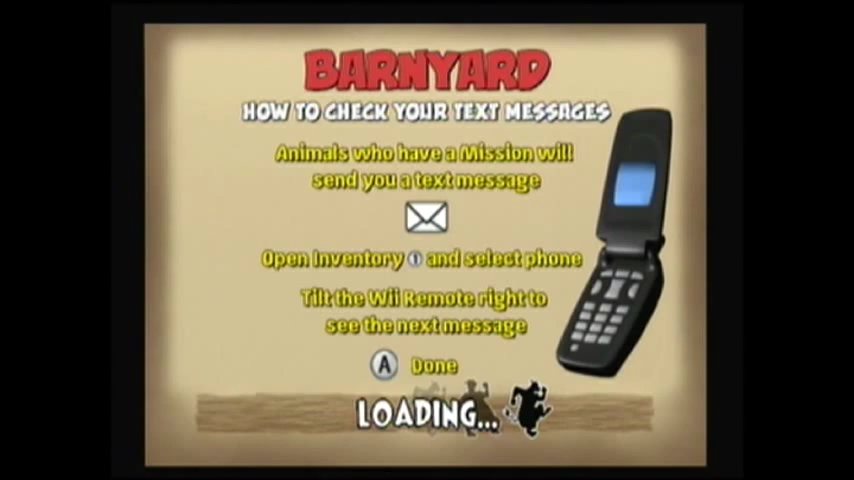 BARNYARD
HOW TO CHECK YOUR TEXT MESSAGES
Animals who have a Mission will
send you a text message
Open Inventory ① and select phone
Tilt the Wii Remote right to
see the next message
A Done
LOADING...